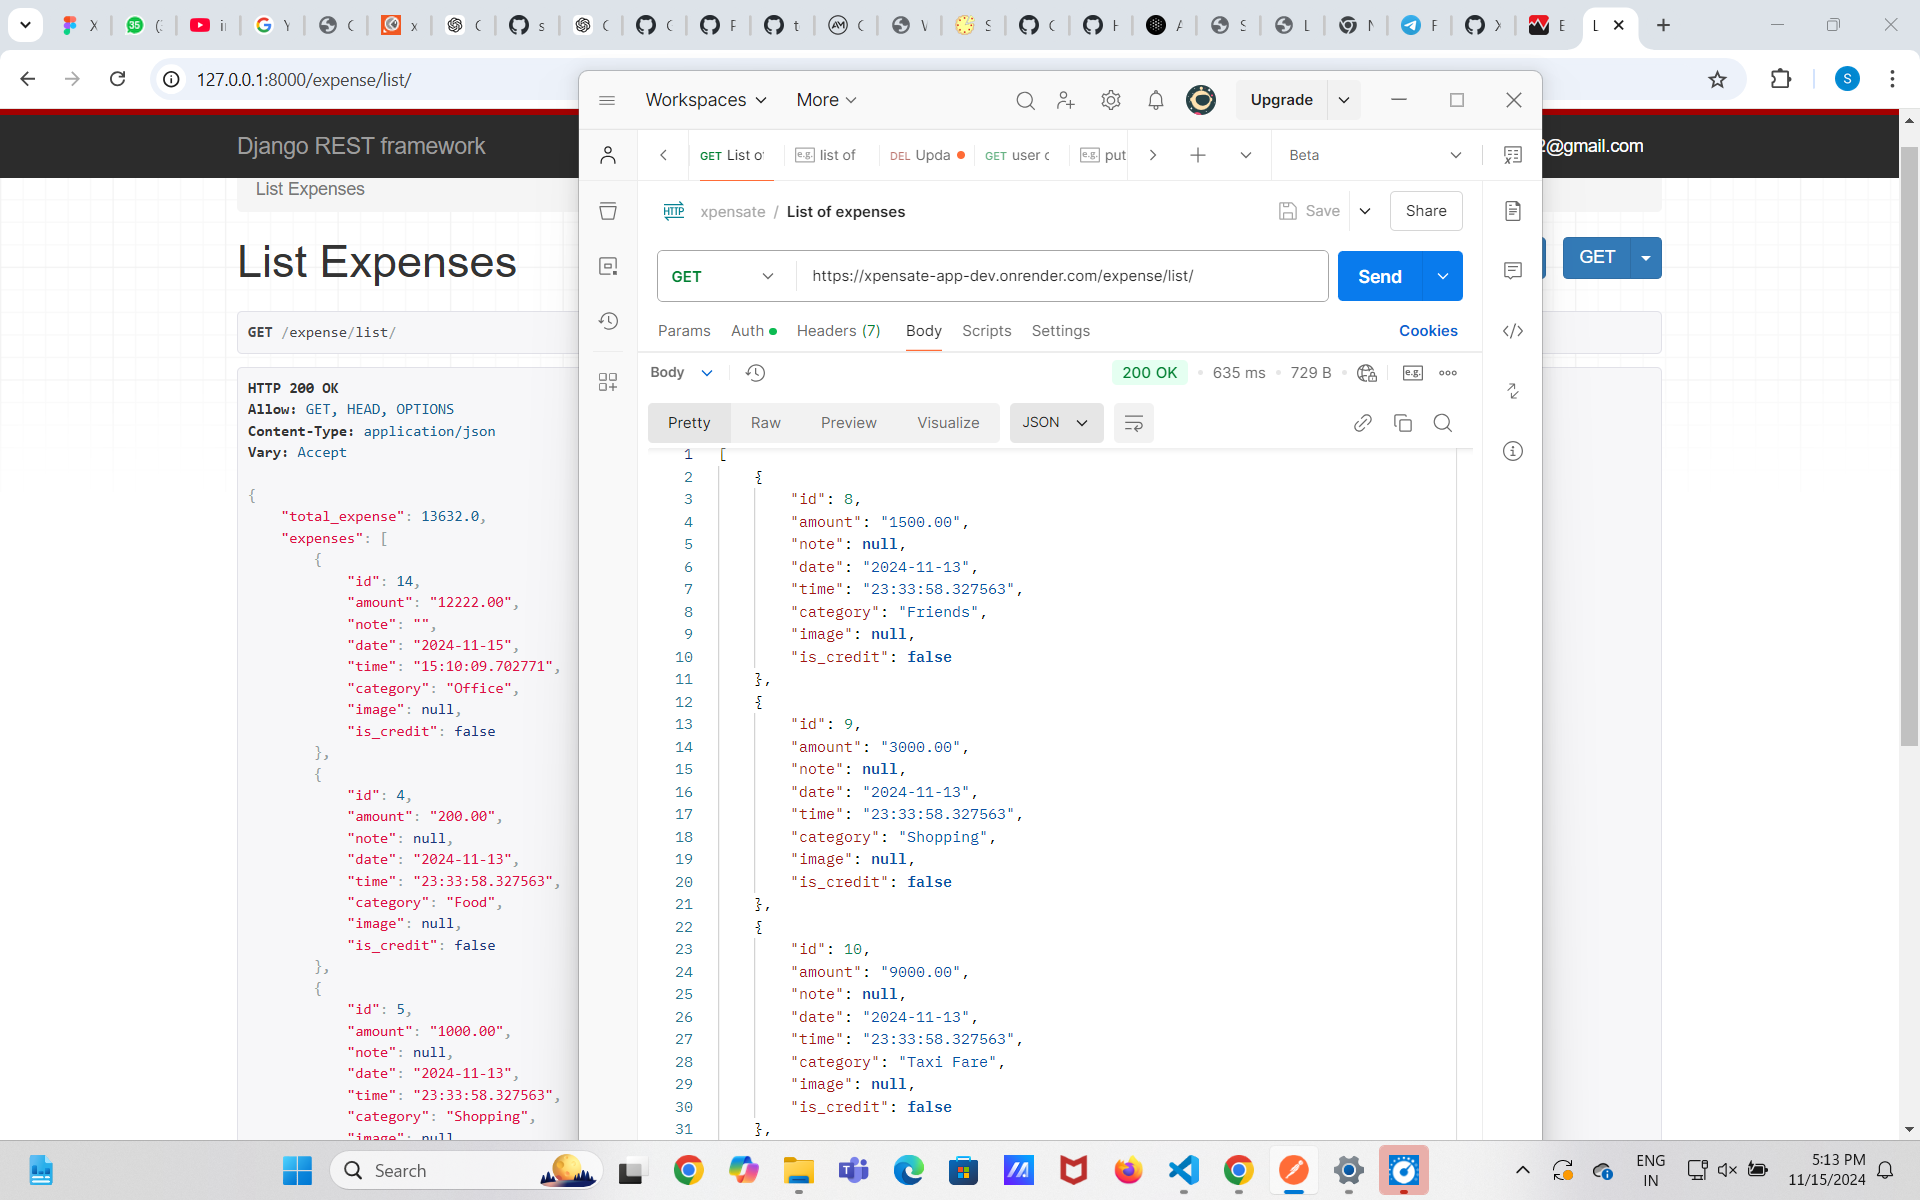 X
35
(3
in
G Y
C
x
C
s
C
C
F
t
C
V
S
C
H
A
S
L
N
F
X
E
L
127.0.0.1:8000/expense/list/
S
Django REST framework
2@gmail.com
List Expenses
List Expenses
GET
GET /expense/list/
HTTP 200 OK
Allow: GET, HEAD, OPTIONS
Content-Type: application/json
Vary: Accept
{
"total_expense": 13632.0,
"expenses": [
{
"id": 14,
"amount": "12222.00",
"note": "",
"date": "2024-11-15",
"time": "15:10:09.702771",
"category": "Office",
"image": null,
"is_credit": false
},
{
"id": 4,
"amount": "200.00",
"note": null,
"date": "2024-11-13",
"time": "23:33:58.327563",
"category": "Food",
"image": null,
"is_credit": false
},
{
"id": 5,
"amount": "1000.00",
"note": null,
"date": "2024-11-13",
"time": "23:33:58.327563",
"category": "Shopping",
"image": null
Workspaces More Upgrade
GET List of e.g. list of DEL Upda GET user e.g. put Beta
HTTP xpensate / List of expenses Save Share
GET https://xpensate-app-dev.onrender.com/expense/list/ Send
Params Auth Headers (7) Body Scripts Settings Cookies
Body 200 OK 635 ms 729 B e.g.
Pretty Raw Preview Visualize JSON
1 [
2 {
3 "id": 8,
4 "amount": "1500.00",
5 "note": null,
6 "date": "2024-11-13",
7 "time": "23:33:58.327563",
8 "category": "Friends",
9 "image": null,
10 "is_credit": false
11 },
12 {
13 "id": 9,
14 "amount": "3000.00",
15 "note": null,
16 "date": "2024-11-13",
17 "time": "23:33:58.327563",
18 "category": "Shopping",
19 "image": null,
20 "is_credit": false
21 },
22 {
23 "id": 10,
24 "amount": "9000.00",
25 "note": null,
26 "date": "2024-11-13",
27 "time": "23:33:58.327563",
28 "category": "Taxi Fare",
29 "image": null,
30 "is_credit": false
31 },
Search
ENG
IN
5:13 PM
11/15/2024